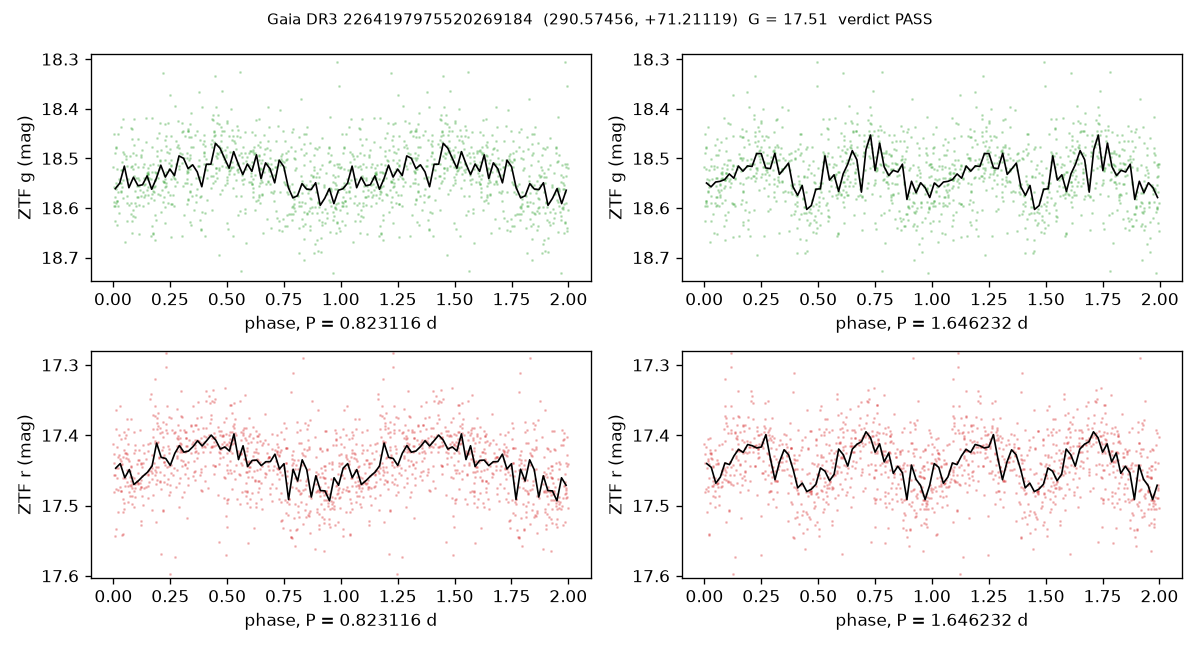 Gaia DR3 2264197975520269184  (290.57456, +71.21119)  G = 17.51  verdict PASS
ZTF g (mag)
18.3
18.4
18.5
18.6
18.7
0.00 0.25 0.50 0.75 1.00 1.25 1.50 1.75 2.00
phase, P = 0.823116 d
ZTF g (mag)
18.3
18.4
18.5
18.6
18.7
0.00 0.25 0.50 0.75 1.00 1.25 1.50 1.75 2.00
phase, P = 1.646232 d
ZTF r (mag)
17.3
17.4
17.5
17.6
0.00 0.25 0.50 0.75 1.00 1.25 1.50 1.75 2.00
phase, P = 0.823116 d
ZTF r (mag)
17.3
17.4
17.5
17.6
0.00 0.25 0.50 0.75 1.00 1.25 1.50 1.75 2.00
phase, P = 1.646232 d